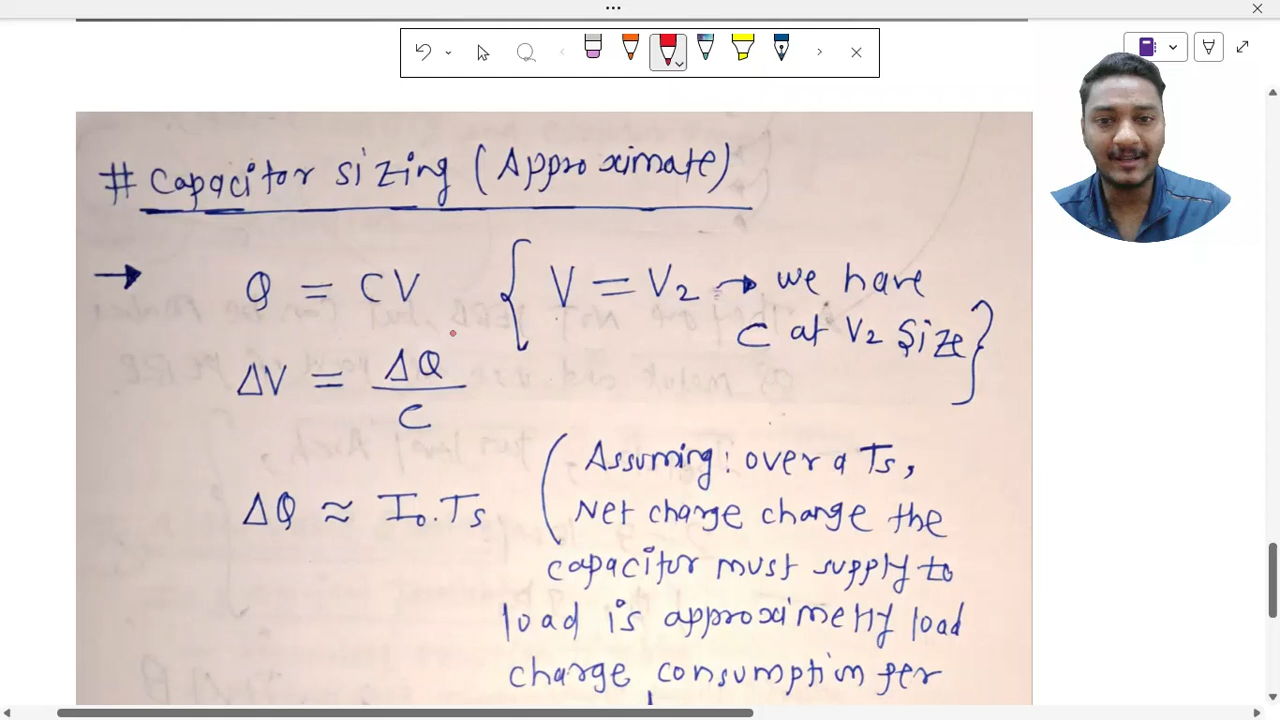 # Capacitor sizing (Approximate)
→ Q = CV { V = V₂ → we have
C at V₂ Size }
ΔV = ΔQ / C
ΔQ ≈ I₀.Ts ( Assuming: over a Ts,
Net charge change the
capacitor must supply to
load is approximetly load
charge consumption per